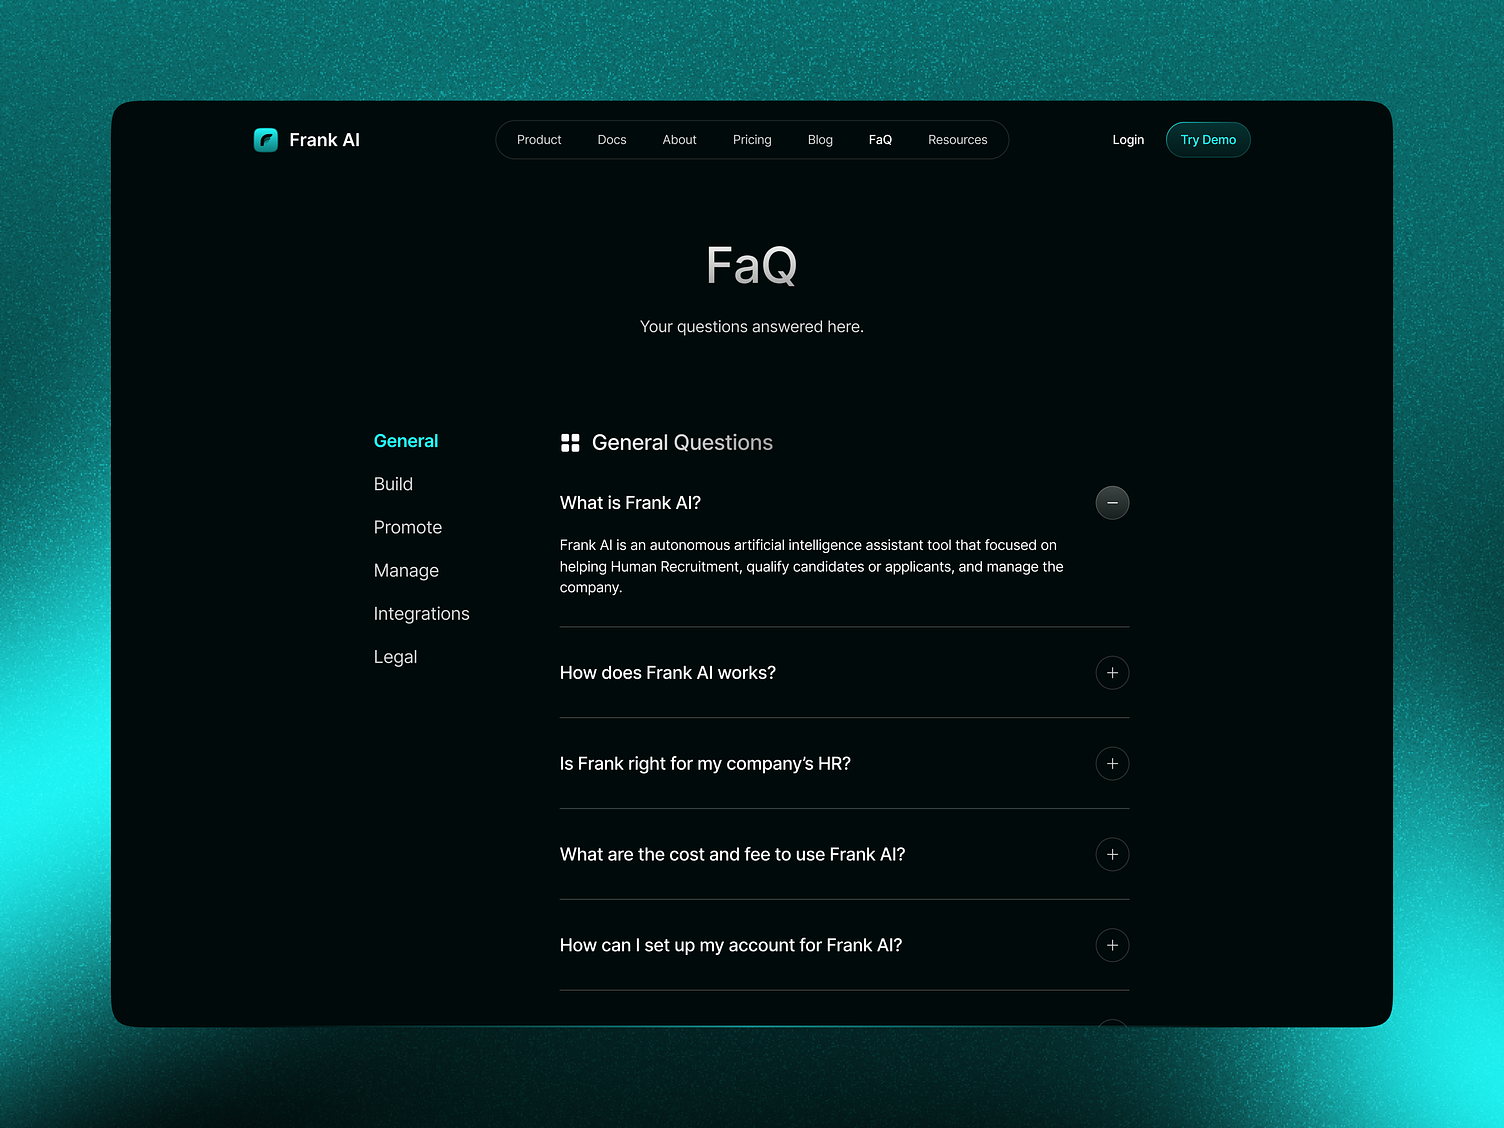 Frank AI
Product
Docs
About
Pricing
Blog
FaQ
Resources
Login
Try Demo
FaQ
Your questions answered here.
General
Build
Promote
Manage
Integrations
Legal
General Questions
What is Frank AI?
Frank AI is an autonomous artificial intelligence assistant tool that focused on
helping Human Recruitment, qualify candidates or applicants, and manage the
company.
How does Frank AI works?
Is Frank right for my company’s HR?
What are the cost and fee to use Frank AI?
How can I set up my account for Frank AI?